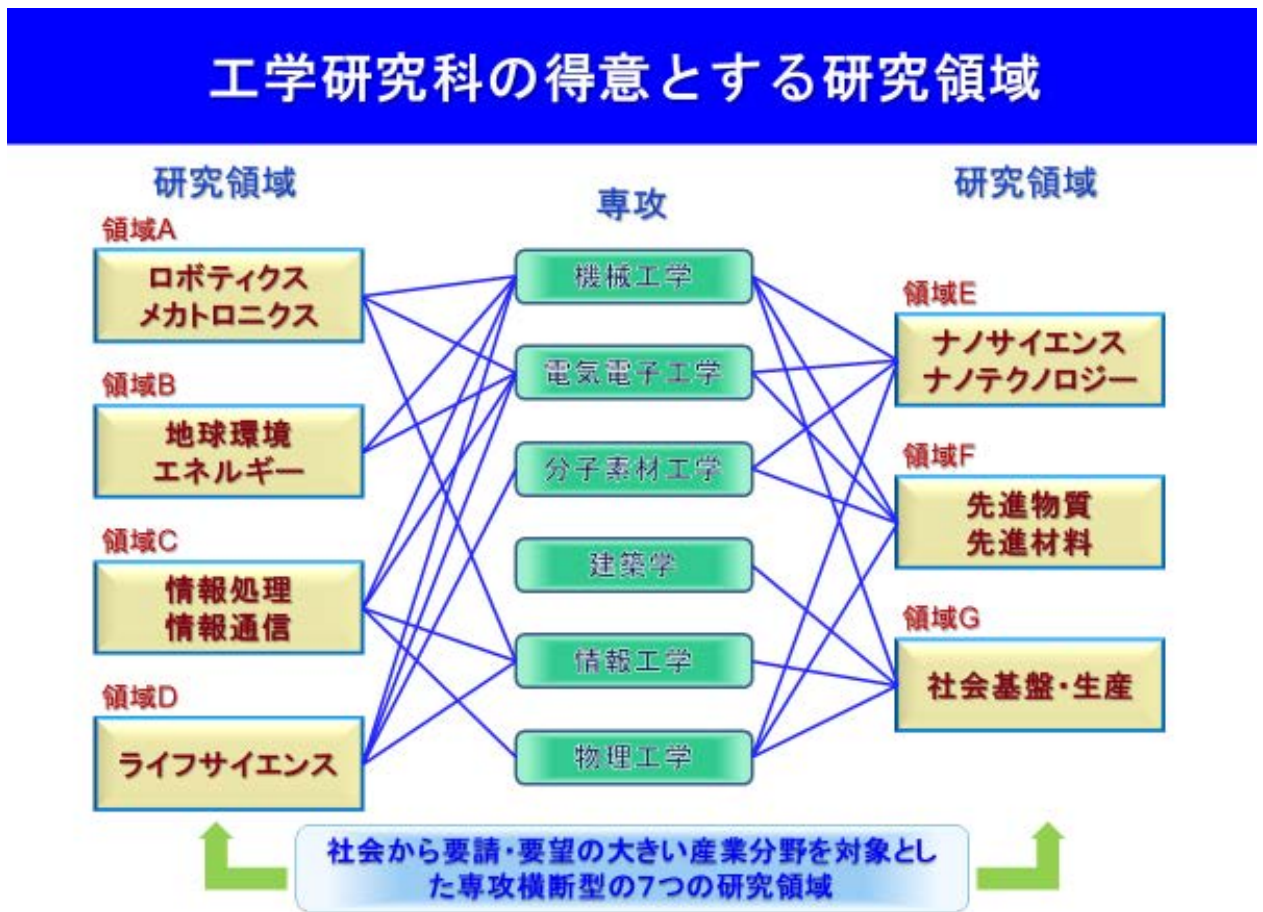 工学研究科の得意とする研究領域
研究領域
領域A
ロボティクス
メカトロニクス
領域B
地球環境
エネルギー
領域C
情報処理
情報通信
領域D
ライフサイエンス
専攻
機械工学
電気電子工学
分子素材工学
建築学
情報工学
物理工学
研究領域
領域E
ナノサイエンス
ナノテクノロジー
領域F
先進物質
先進材料
領域G
社会基盤・生産
社会から要請・要望の大きい産業分野を対象とし
た専攻横断型の7つの研究領域